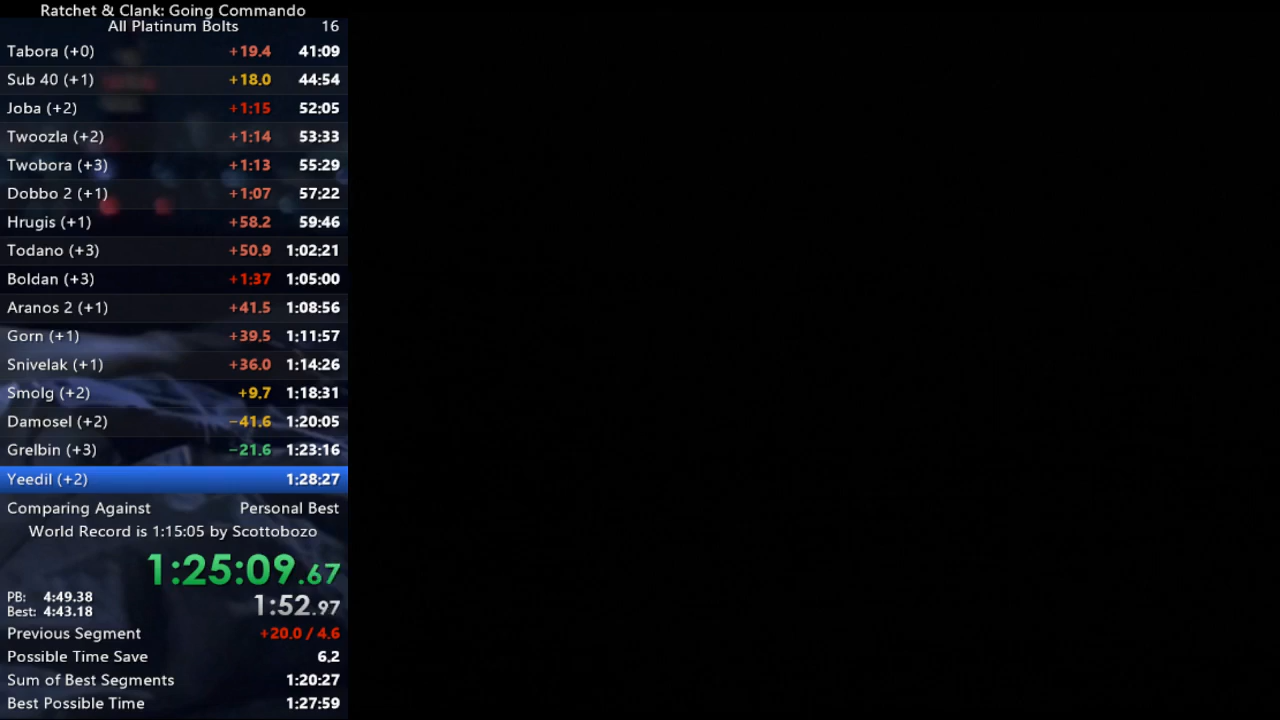 Ratchet & Clank: Going Commando
All Platinum Bolts 16
Tabora (+0) +19.4 41:09
Sub 40 (+1) +18.0 44:54
Joba (+2) +1:15 52:05
Twoozla (+2) +1:14 53:33
Twobora (+3) +1:13 55:29
Dobbo 2 (+1) +1:07 57:22
Hrugis (+1) +58.2 59:46
Todano (+3) +50.9 1:02:21
Boldan (+3) +1:37 1:05:00
Aranos 2 (+1) +41.5 1:08:56
Gorn (+1) +39.5 1:11:57
Snivelak (+1) +36.0 1:14:26
Smolg (+2) +9.7 1:18:31
Damosel (+2) −41.6 1:20:05
Grelbin (+3) −21.6 1:23:16
Yeedil (+2) 1:28:27
Comparing Against Personal Best
World Record is 1:15:05 by Scottobozo
1:25:09.67
PB: 4:49.38
Best: 4:43.18 1:52.97
Previous Segment +20.0 / 4.6
Possible Time Save 6.2
Sum of Best Segments 1:20:27
Best Possible Time 1:27:59